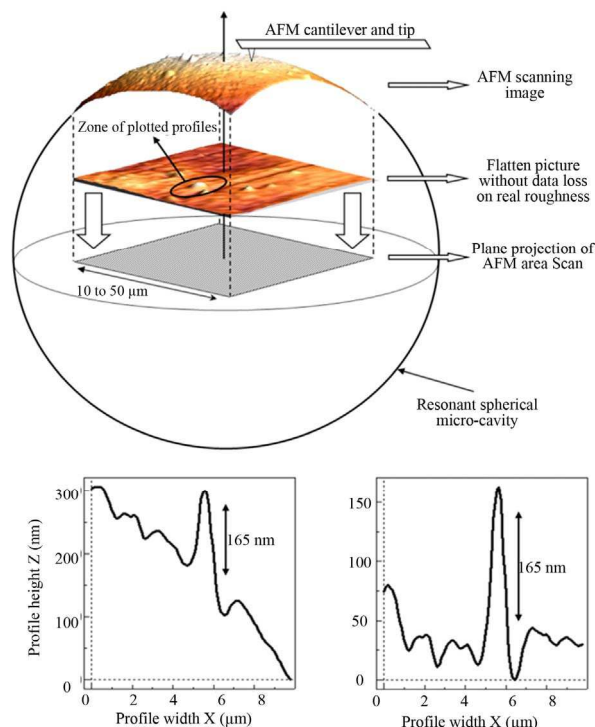 AFM cantilever and tip
AFM scanning
image
Zone of plotted profiles
Flatten picture
without data loss
on real roughness
Plane projection of
AFM area Scan
10 to 50 µm
Resonant spherical
micro-cavity
Profile height Z (nm)
300
200
100
0
165 nm
0 2 4 6 8
Profile width X (µm)
150
100
50
0
165 nm
0 2 4 6 8
Profile width X (µm)